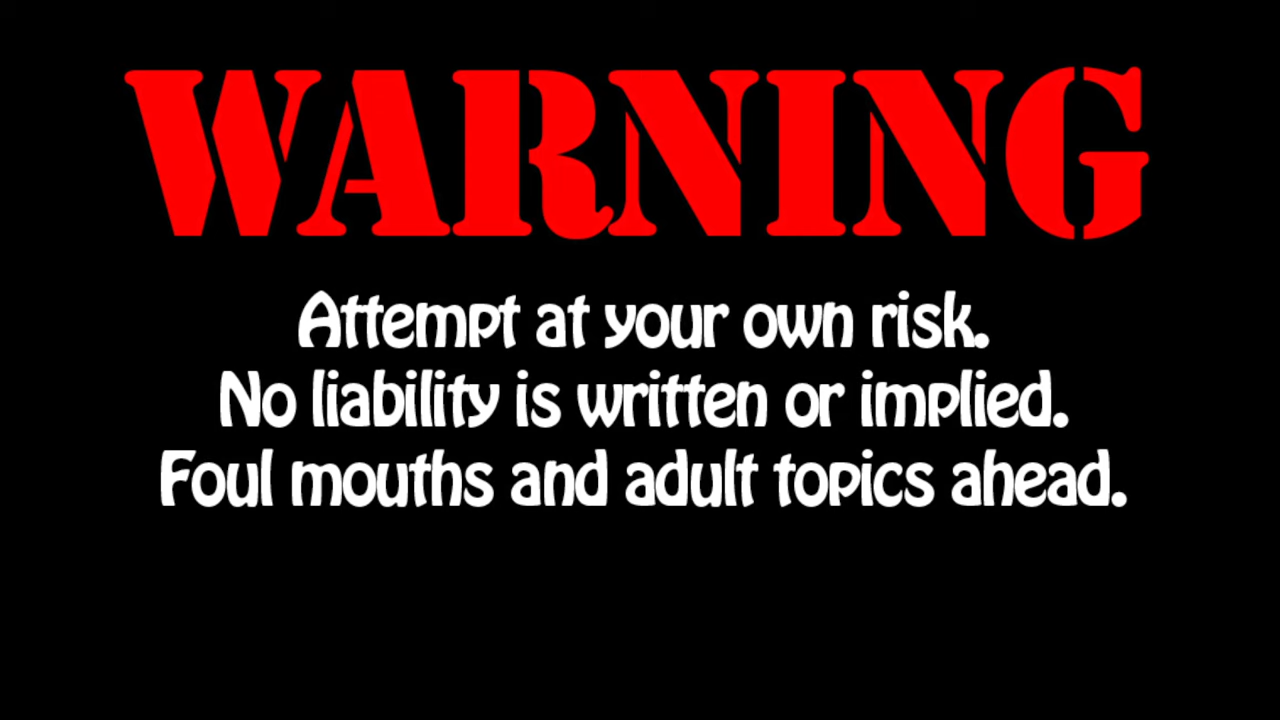 WARNING
Attempt at your own risk.
No liability is written or implied.
Foul mouths and adult topics ahead.